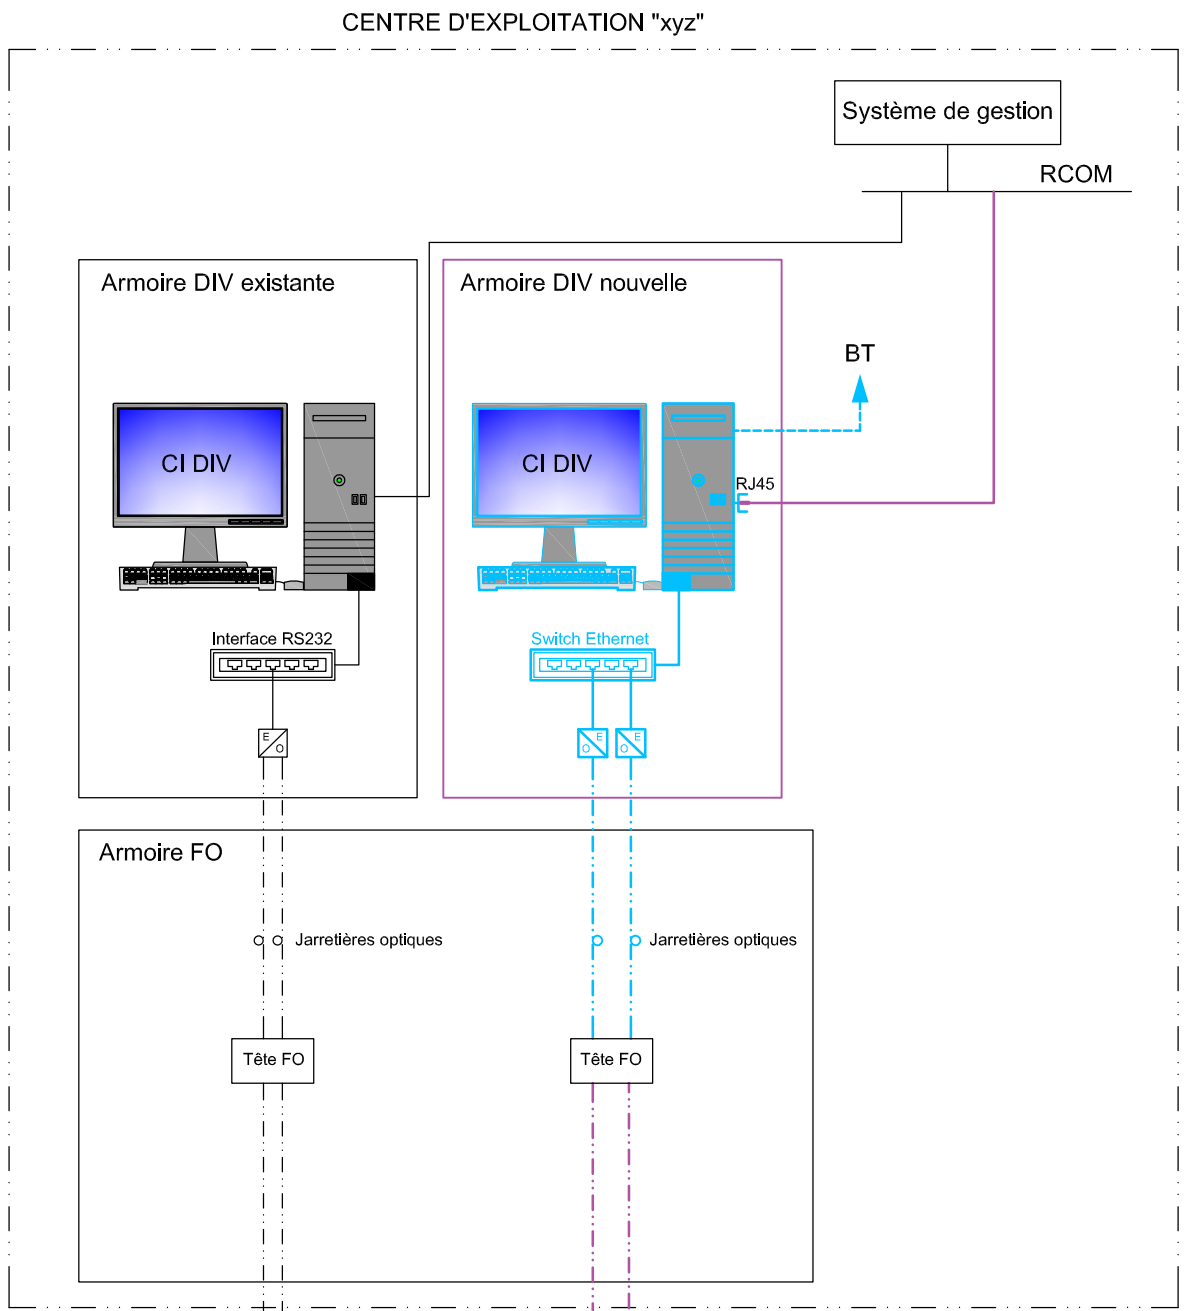 CENTRE D'EXPLOITATION "xyz"
Système de gestion
RCOM
Armoire DIV existante
Armoire DIV nouvelle
BT
CI DIV
CI DIV
RJ45
Interface RS232
Switch Ethernet
E
O
E
O
E
O
Armoire FO
Jarretières optiques
Jarretières optiques
Tête FO
Tête FO